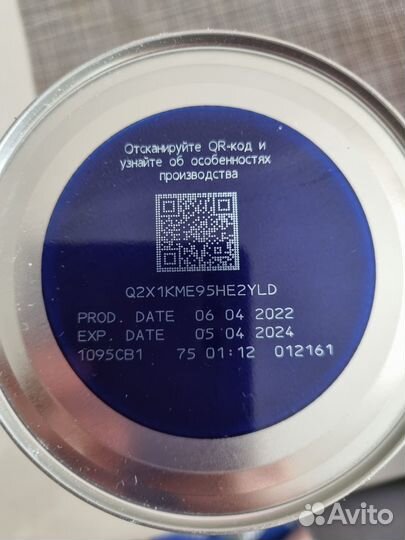 Отсканируйте QR-код и
узнайте об особенностях
производства
Q2X1KME95HE2YLD
PROD. DATE 06 04 2022
EXP. DATE 05 04 2024
1095CB1 75 01:12 012161
Avito